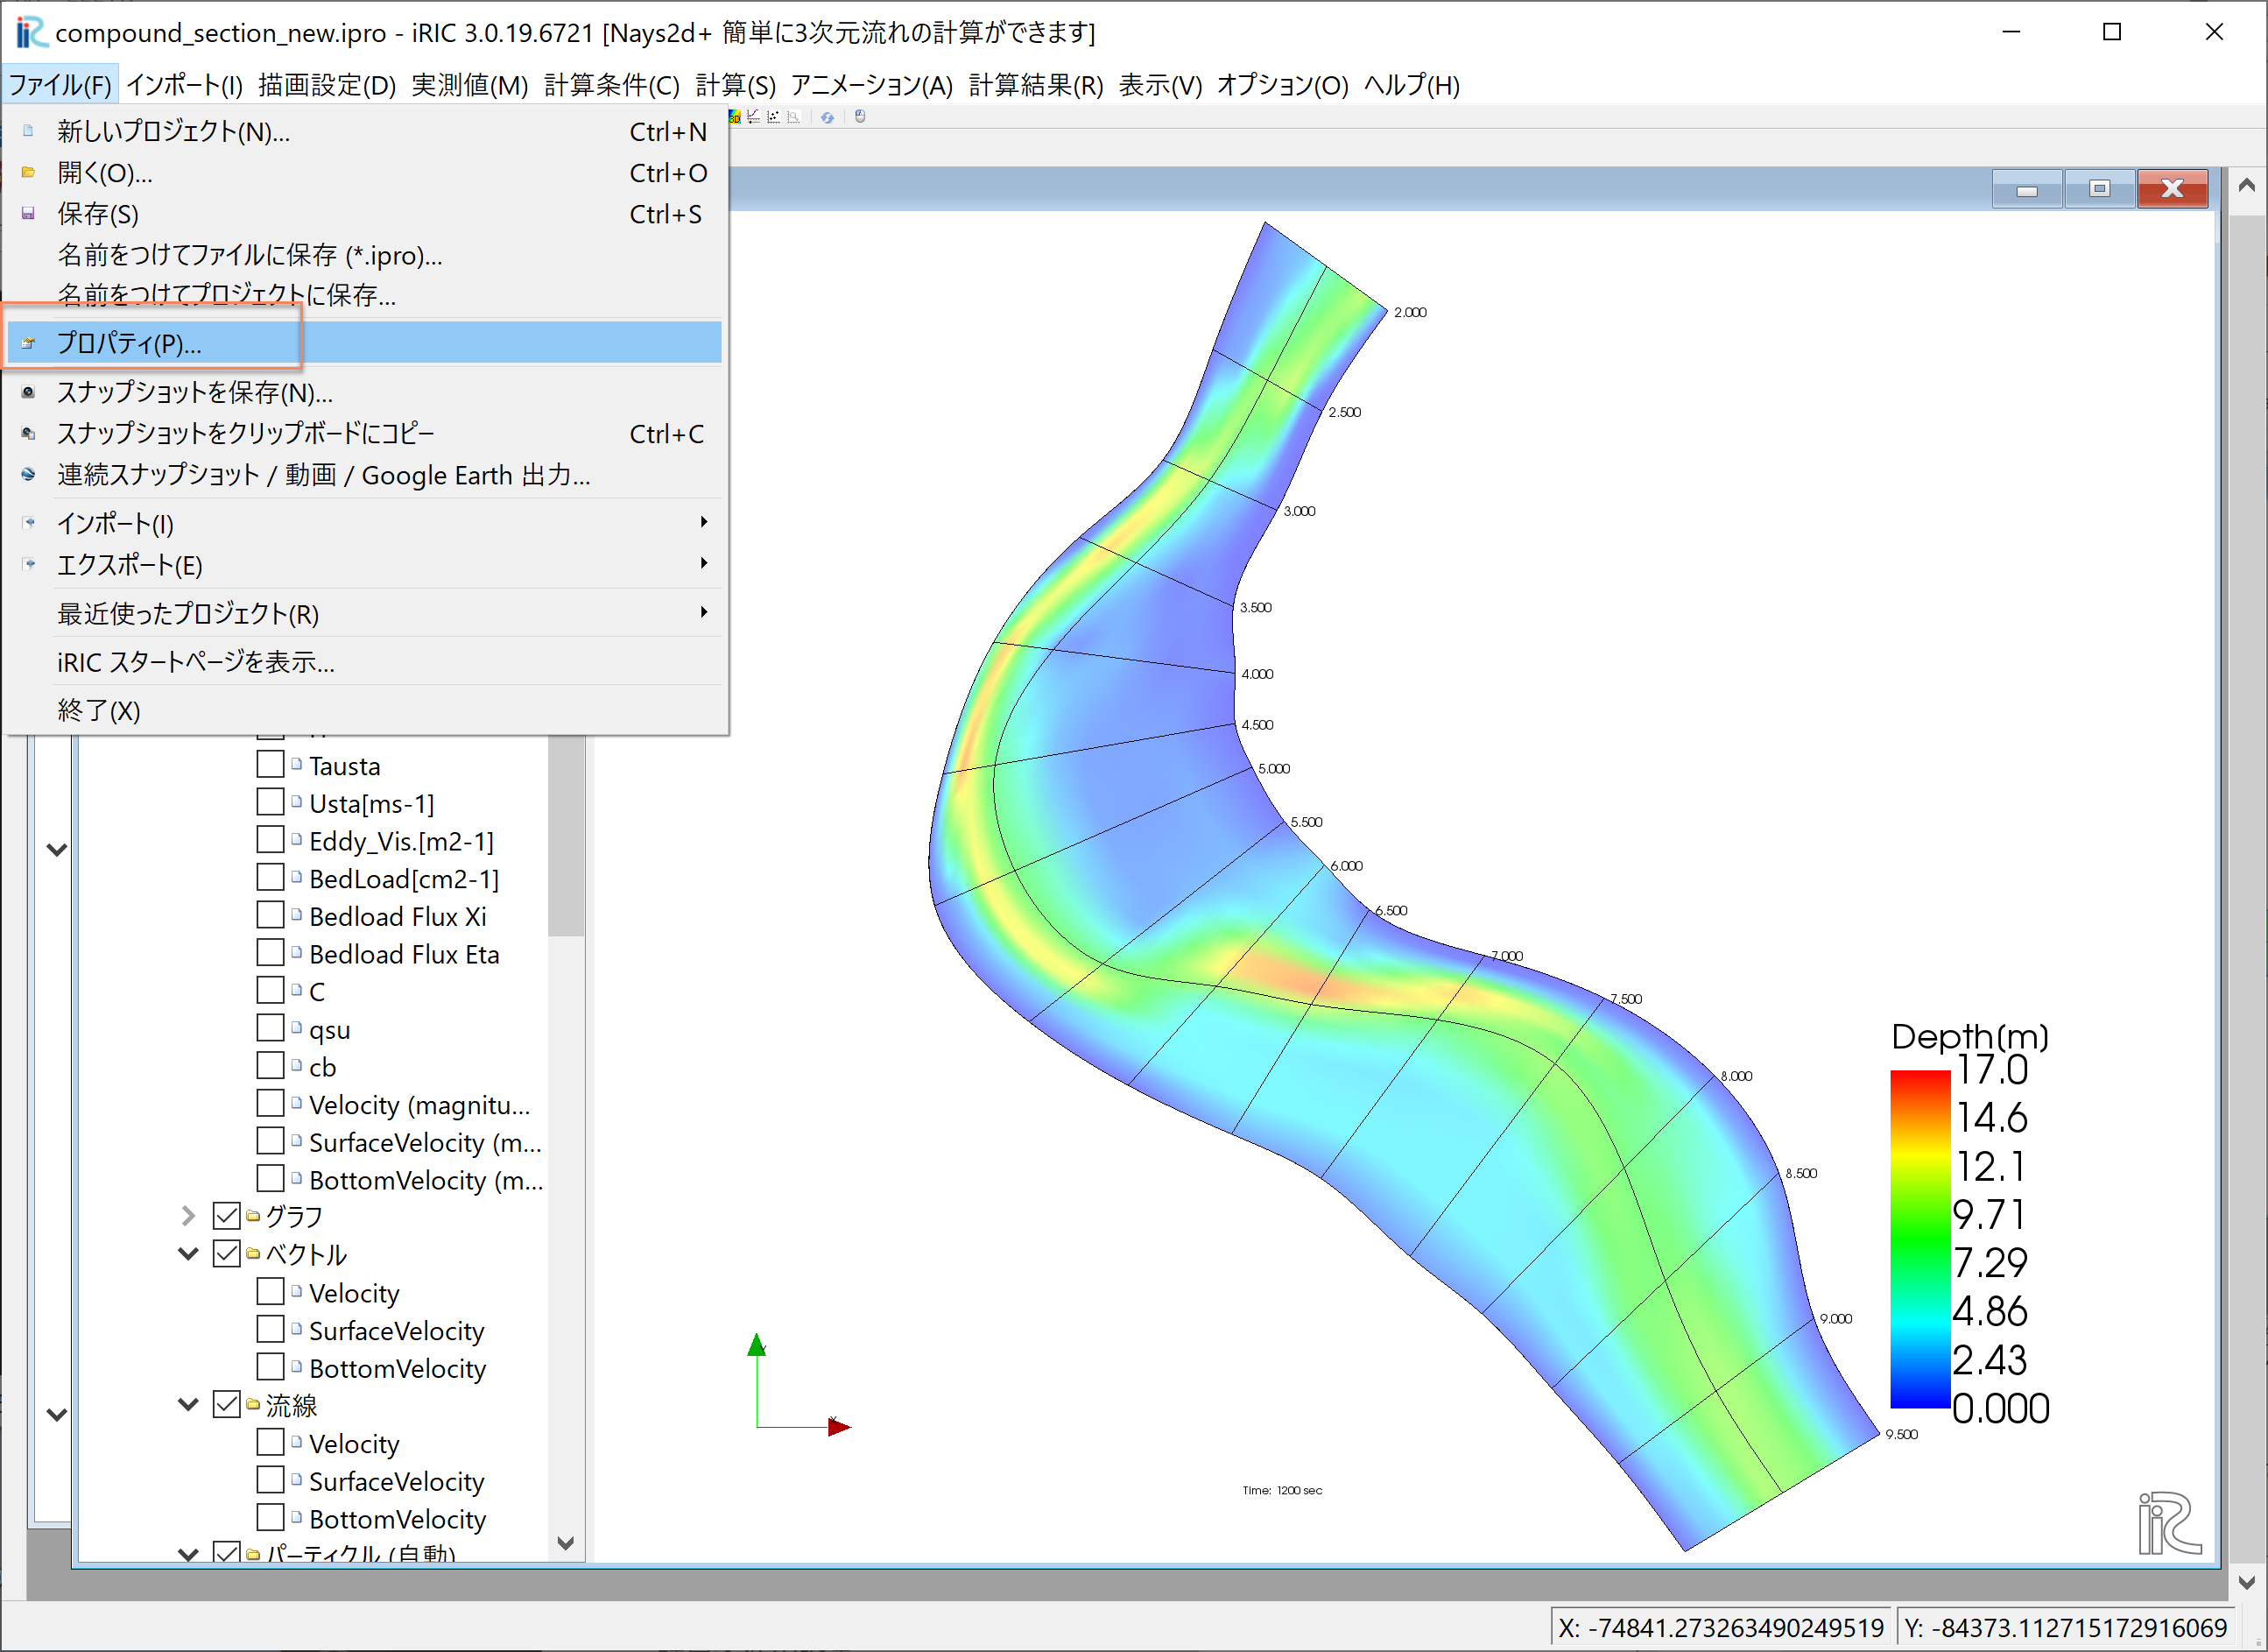 compound_section_new.ipro - iRIC 3.0.19.6721 [Nays2d+ 簡単に3次元流れの計算ができます]
ファイル(F) インポート(I) 描画設定(D) 実測値(M) 計算条件(C) 計算(S) アニメーション(A) 計算結果(R) 表示(V) オプション(O) ヘルプ(H)
新しいプロジェクト(N)... Ctrl+N
開く(O)... Ctrl+O
保存(S) Ctrl+S
名前をつけてファイルに保存 (*.ipro)...
名前をつけてプロジェクトに保存...
プロパティ(P)...
スナップショットを保存(N)...
スナップショットをクリップボードにコピー Ctrl+C
連続スナップショット / 動画 / Google Earth 出力...
インポート(I)
エクスポート(E)
最近使ったプロジェクト(R)
iRIC スタートページを表示...
終了(X)
Tausta
Usta[ms-1]
Eddy_Vis.[m2-1]
BedLoad[cm2-1]
Bedload Flux Xi
Bedload Flux Eta
C
qsu
cb
Velocity (magnitu...
SurfaceVelocity (m...
BottomVelocity (m...
グラフ
ベクトル
Velocity
SurfaceVelocity
BottomVelocity
流線
Velocity
SurfaceVelocity
BottomVelocity
パーティクル (自動)
2.000
2.500
3.000
3.500
4.000
4.500
5.000
5.500
6.000
6.500
7.000
7.500
8.000
8.500
9.000
9.500
Depth(m)
17.0
14.6
12.1
9.71
7.29
4.86
2.43
0.000
Y
X
Time: 1200 sec
iRIC
X: -74841.273263490249519 Y: -84373.112715172916069